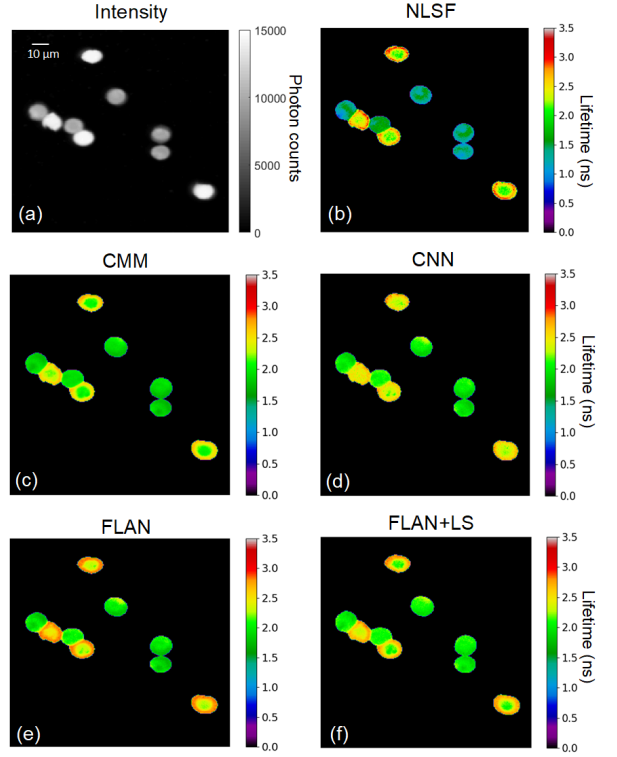 Intensity
10 μm
(a)
15000
10000
5000
0
Photon counts
NLSF
(b)
3.5
3.0
2.5
2.0
1.5
1.0
0.5
0.0
Lifetime (ns)
CMM
(c)
3.5
3.0
2.5
2.0
1.5
1.0
0.5
0.0
CNN
(d)
3.5
3.0
2.5
2.0
1.5
1.0
0.5
0.0
Lifetime (ns)
FLAN
(e)
3.5
3.0
2.5
2.0
1.5
1.0
0.5
0.0
FLAN+LS
(f)
3.5
3.0
2.5
2.0
1.5
1.0
0.5
0.0
Lifetime (ns)